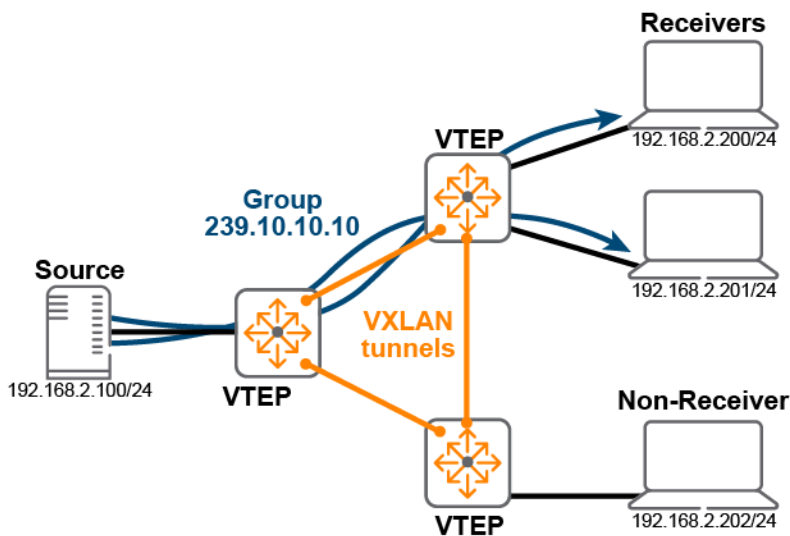 Receivers
192.168.2.200/24
VTEP
Group
239.10.10.10
192.168.2.201/24
Source
192.168.2.100/24
VTEP
VXLAN
tunnels
Non-Receiver
192.168.2.202/24
VTEP